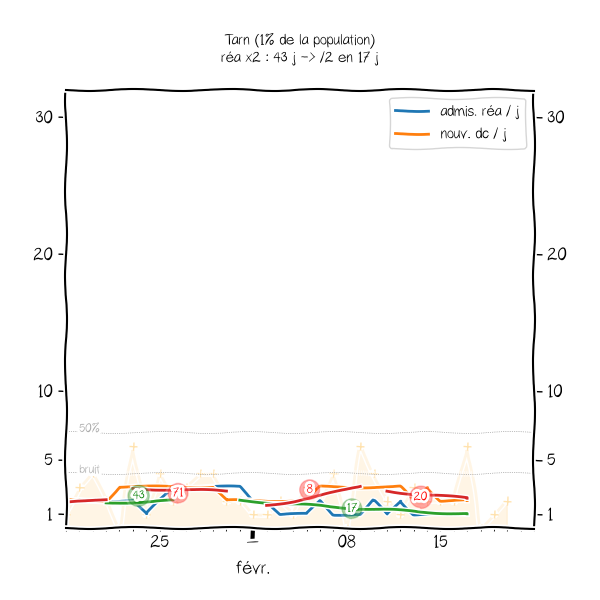 Tarn (1% de la population)
réa x2 : 43 j -> /2 en 17 j
admis. réa / j
nouv. dc / j
30 30
20 20
10 10
50%
5 5
bruit
43 71 8 17 20
1 1
25 08 15
févr.